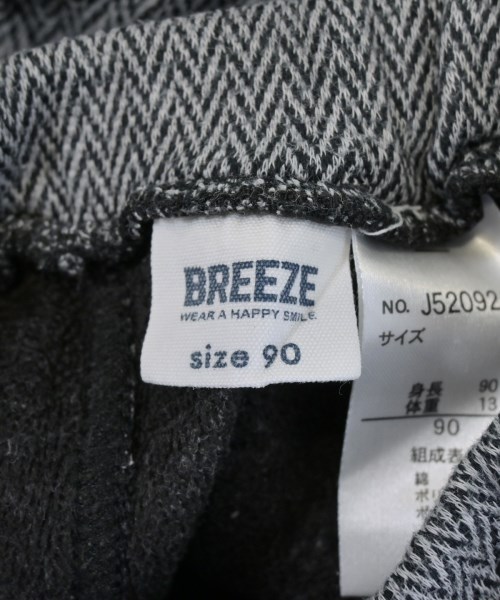 BREEZE
WEAR A HAPPY SMILE.
size 90
NO. J52092
サイズ
身長 90
体重 13
90
組成表
綿
ポリ